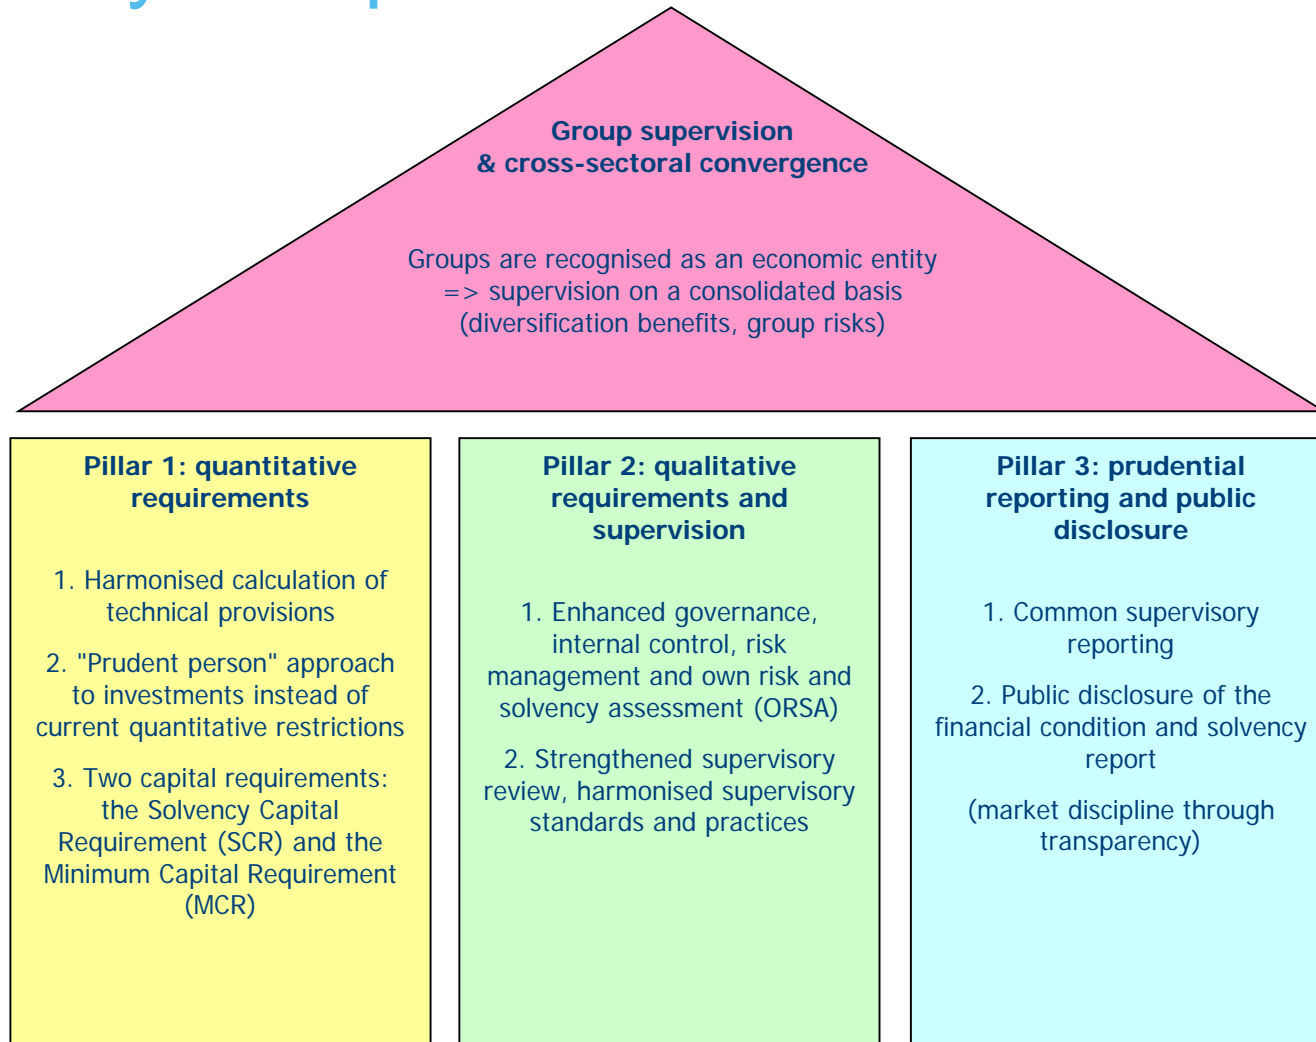 Group supervision
& cross-sectoral convergence
Groups are recognised as an economic entity
=> supervision on a consolidated basis
(diversification benefits, group risks)
Pillar 1: quantitative
requirements
1. Harmonised calculation of
technical provisions
2. "Prudent person" approach
to investments instead of
current quantitative restrictions
3. Two capital requirements:
the Solvency Capital
Requirement (SCR) and the
Minimum Capital Requirement
(MCR)
Pillar 2: qualitative
requirements and
supervision
1. Enhanced governance,
internal control, risk
management and own risk and
solvency assessment (ORSA)
2. Strengthened supervisory
review, harmonised supervisory
standards and practices
Pillar 3: prudential
reporting and public
disclosure
1. Common supervisory
reporting
2. Public disclosure of the
financial condition and solvency
report
(market discipline through
transparency)